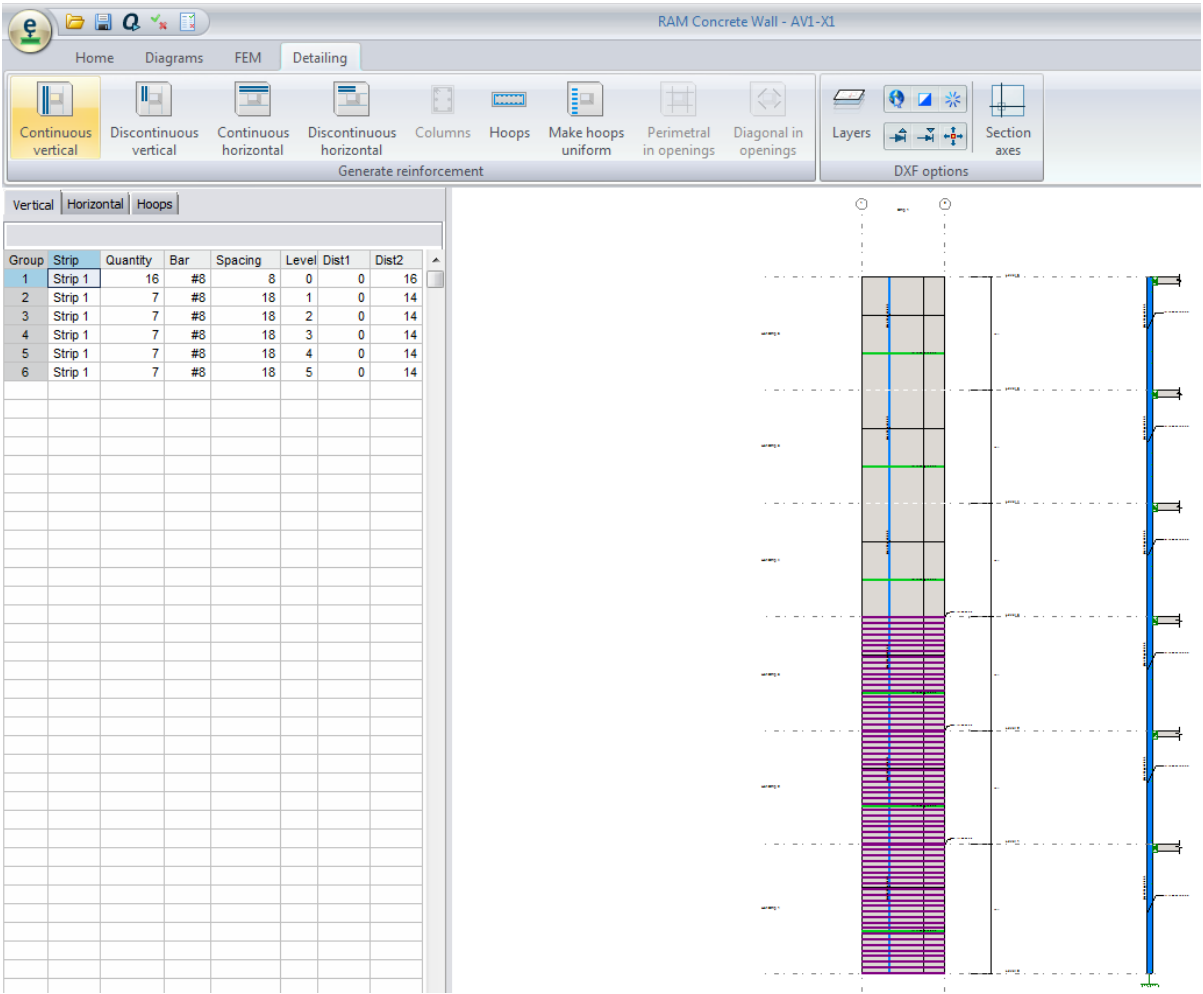 RAM Concrete Wall - AV1-X1
Home Diagrams FEM Detailing
Continuous vertical Discontinuous vertical Continuous horizontal Discontinuous horizontal Columns Hoops Make hoops uniform Perimetral in openings Diagonal in openings Layers Section axes
Generate reinforcement DXF options
Vertical Horizontal Hoops
Group Strip Quantity Bar Spacing Level Dist1 Dist2
1 Strip 1 16 #8 8 0 0 16
2 Strip 1 7 #8 18 1 0 14
3 Strip 1 7 #8 18 2 0 14
4 Strip 1 7 #8 18 3 0 14
5 Strip 1 7 #8 18 4 0 14
6 Strip 1 7 #8 18 5 0 14